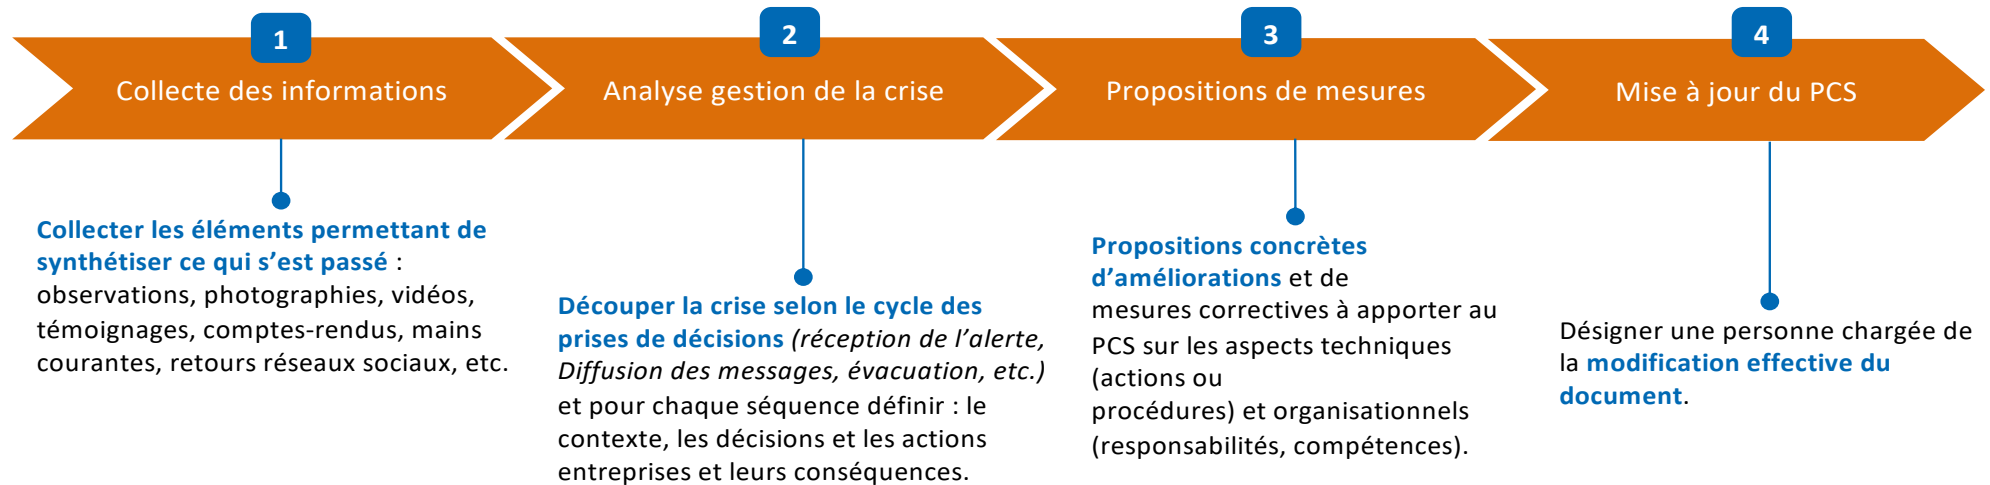 1
Collecte des informations
Collecter les éléments permettant de
synthétiser ce qui s’est passé :
observations, photographies, vidéos,
témoignages, comptes-rendus, mains
courantes, retours réseaux sociaux, etc.
2
Analyse gestion de la crise
Découper la crise selon le cycle des
prises de décisions (réception de l’alerte,
Diffusion des messages, évacuation, etc.)
et pour chaque séquence définir : le
contexte, les décisions et les actions
entreprises et leurs conséquences.
3
Propositions de mesures
Propositions concrètes
d’améliorations et de
mesures correctives à apporter au
PCS sur les aspects techniques
(actions ou
procédures) et organisationnels
(responsabilités, compétences).
4
Mise à jour du PCS
Désigner une personne chargée de
la modification effective du
document.